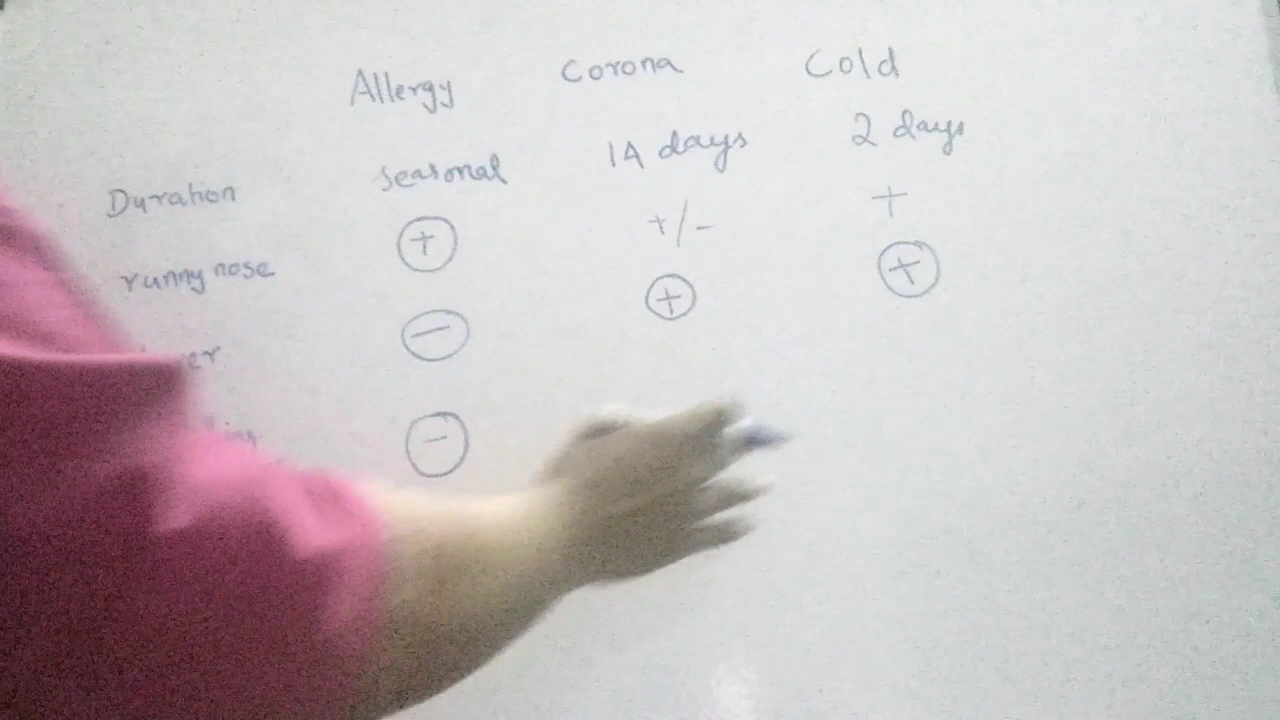 Allergy Corona Cold
Duration seasonal 14 days 2 days
runny nose + +/- +
- + +
-